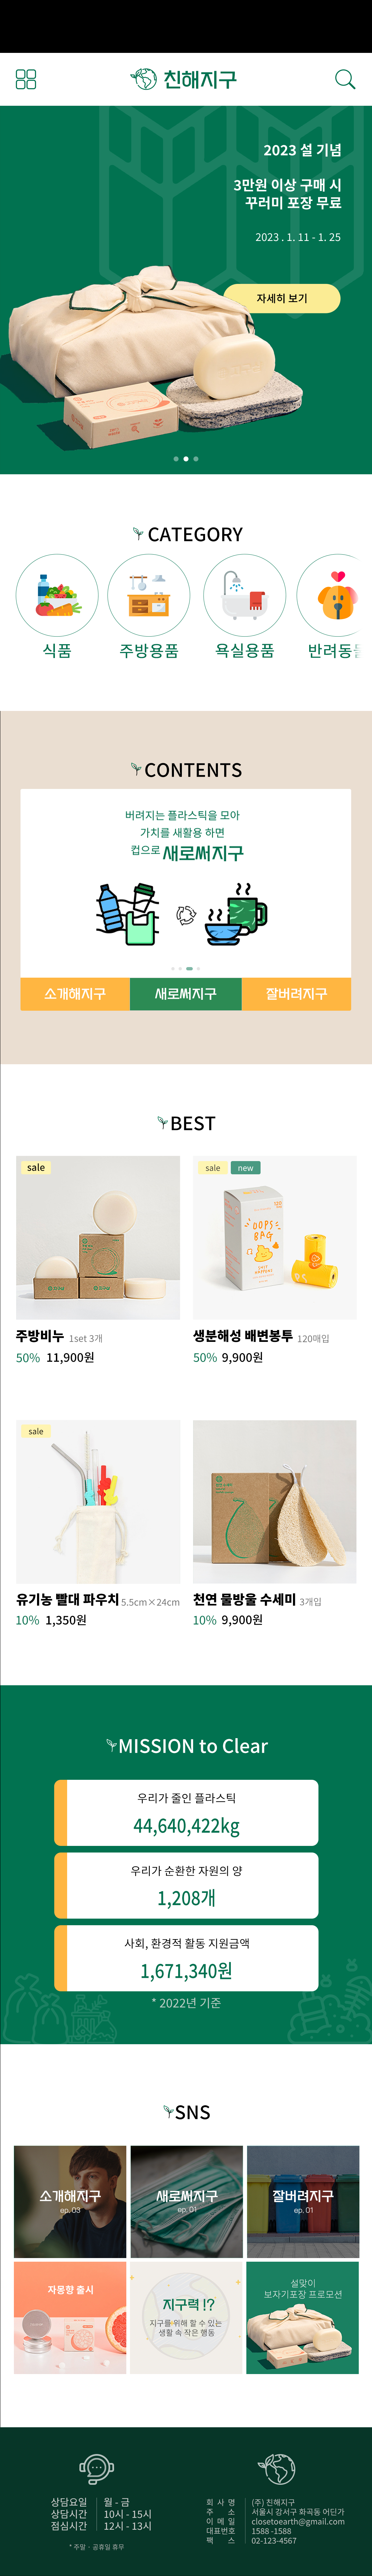 친해지구
2023 설 기념
3만원 이상 구매 시
꾸러미 포장 무료
2023 . 1. 11 - 1. 25
자세히 보기
CATEGORY
식품
주방용품
욕실용품
반려동물
CONTENTS
버려지는 플라스틱을 모아
가치를 새활용 하면
컵으로 새로써지구
소개해지구
새로써지구
잘버려지구
BEST
sale
sale
new
OOPS
BAG
주방비누 1set 3개
50% 11,900원
생분해성 배변봉투 120매입
50% 9,900원
sale
유기농 빨대 파우치 5.5cm×24cm
10% 1,350원
천연 물방울 수세미 3개입
10% 9,900원
MISSION to Clear
우리가 줄인 플라스틱
44,640,422kg
우리가 순환한 자원의 양
1,208개
사회, 환경적 활동 지원금액
1,671,340원
* 2022년 기준
SNS
소개해지구
ep. 03
새로써지구
ep. 01
잘버려지구
ep. 01
자몽향 출시
지구력 !?
지구를 위해 할 수 있는
생활 속 작은 행동
설맞이
보자기포장 프로모션
상담요일 월 - 금
상담시간 10시 - 15시
점심시간 12시 - 13시
* 주말 - 공휴일 휴무
회 사 명 (주) 친해지구
주 소 서울시 강서구 화곡동 어딘가
이 메 일 closetoearth@gmail.com
대표번호 1588 -1588
팩 스 02-123-4567